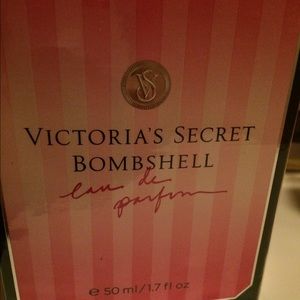 VS
VICTORIA'S SECRET
BOMBSHELL
eau de
parfum
e 50 ml/1.7 fl oz